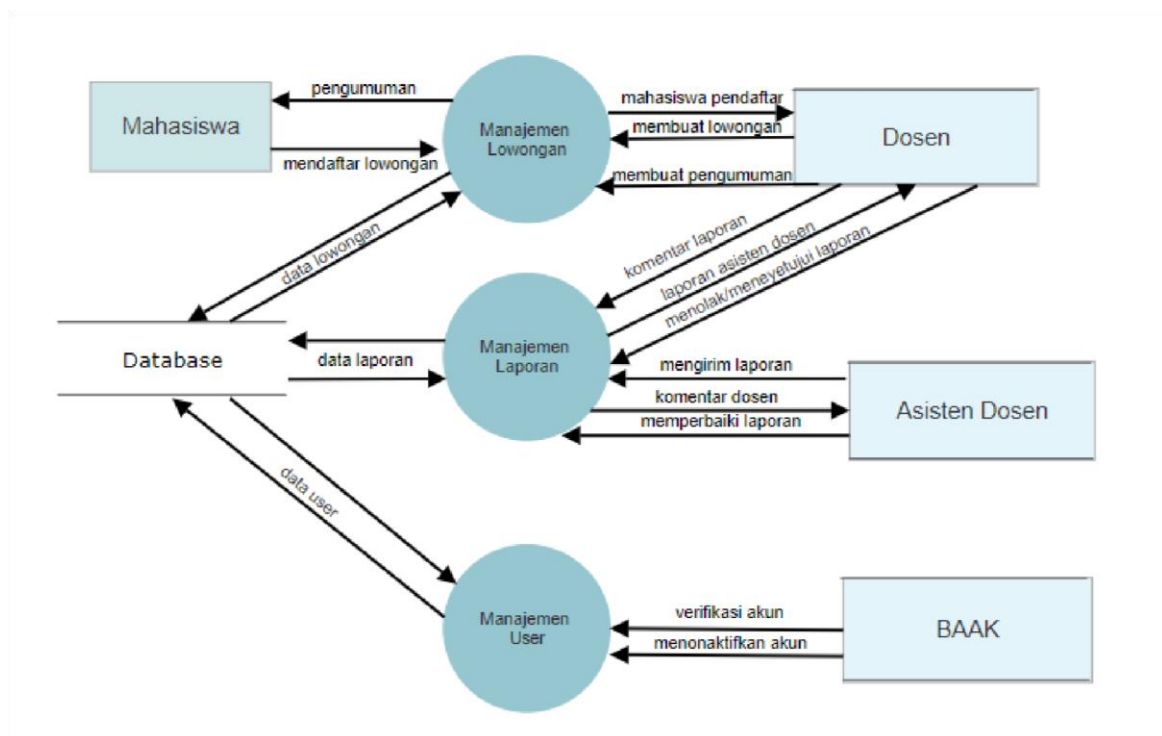 pengumuman
Mahasiswa
mendaftar lowongan
Manajemen
Lowongan
mahasiswa pendaftar
membuat lowongan
membuat pengumuman
Dosen
data lowongan
komentar laporan
laporan asisten dosen
menolak/meneyetujui laporan
Database
data laporan
Manajemen
Laporan
mengirim laporan
komentar dosen
memperbaiki laporan
Asisten Dosen
data user
Manajemen
User
verifikasi akun
menonaktifkan akun
BAAK